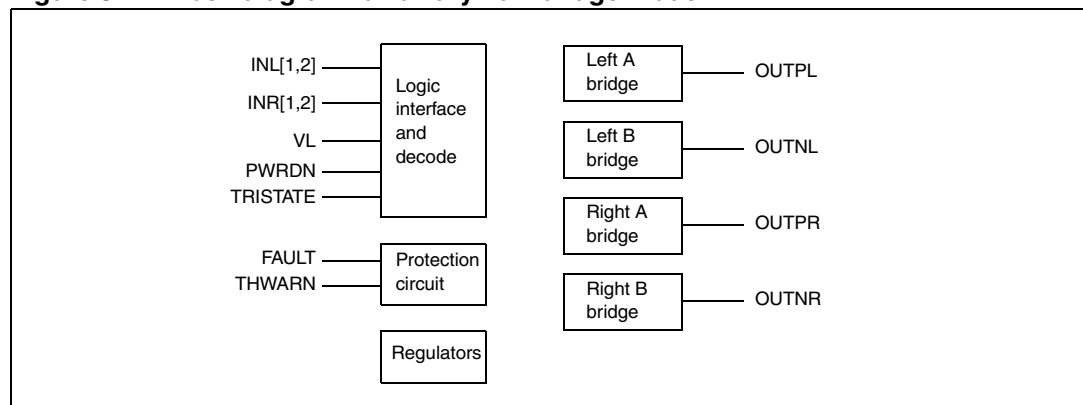 INL[1,2]
INR[1,2]
VL
PWRDN
TRISTATE
Logic
interface
and
decode
FAULT
THWARN
Protection
circuit
Regulators
Left A
bridge
OUTPL
Left B
bridge
OUTNL
Right A
bridge
OUTPR
Right B
bridge
OUTNR